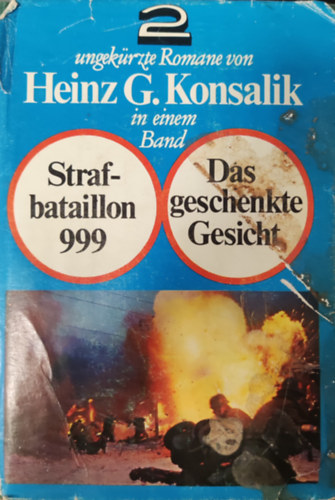 2
ungekürzte Romane von
Heinz G. Konsalik
in einem
Band
Straf-
bataillon
999
Das
geschenkte
Gesicht